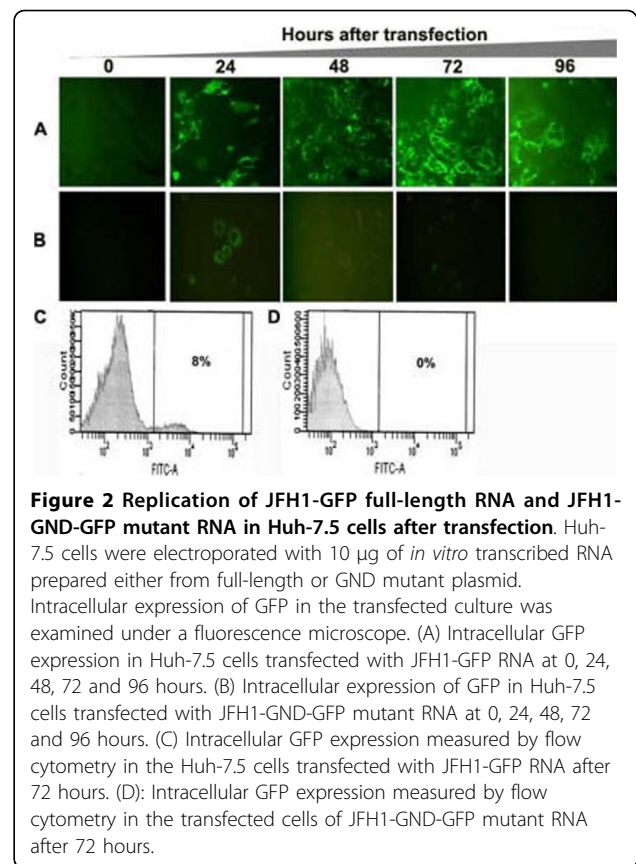 Hours after transfection
0 24 48 72 96
A
B
C
8%
Count
FITC-A
D
0%
Count
FITC-A
Figure 2 Replication of JFH1-GFP full-length RNA and JFH1-
GND-GFP mutant RNA in Huh-7.5 cells after transfection. Huh-
7.5 cells were electroporated with 10 μg of in vitro transcribed RNA
prepared either from full-length or GND mutant plasmid.
Intracellular expression of GFP in the transfected culture was
examined under a fluorescence microscope. (A) Intracellular GFP
expression in Huh-7.5 cells transfected with JFH1-GFP RNA at 0, 24,
48, 72 and 96 hours. (B) Intracellular expression of GFP in Huh-7.5
cells transfected with JFH1-GND-GFP mutant RNA at 0, 24, 48, 72
and 96 hours. (C) Intracellular GFP expression measured by flow
cytometry in the Huh-7.5 cells transfected with JFH1-GFP RNA after
72 hours. (D): Intracellular GFP expression measured by flow
cytometry in the transfected cells of JFH1-GND-GFP mutant RNA
after 72 hours.